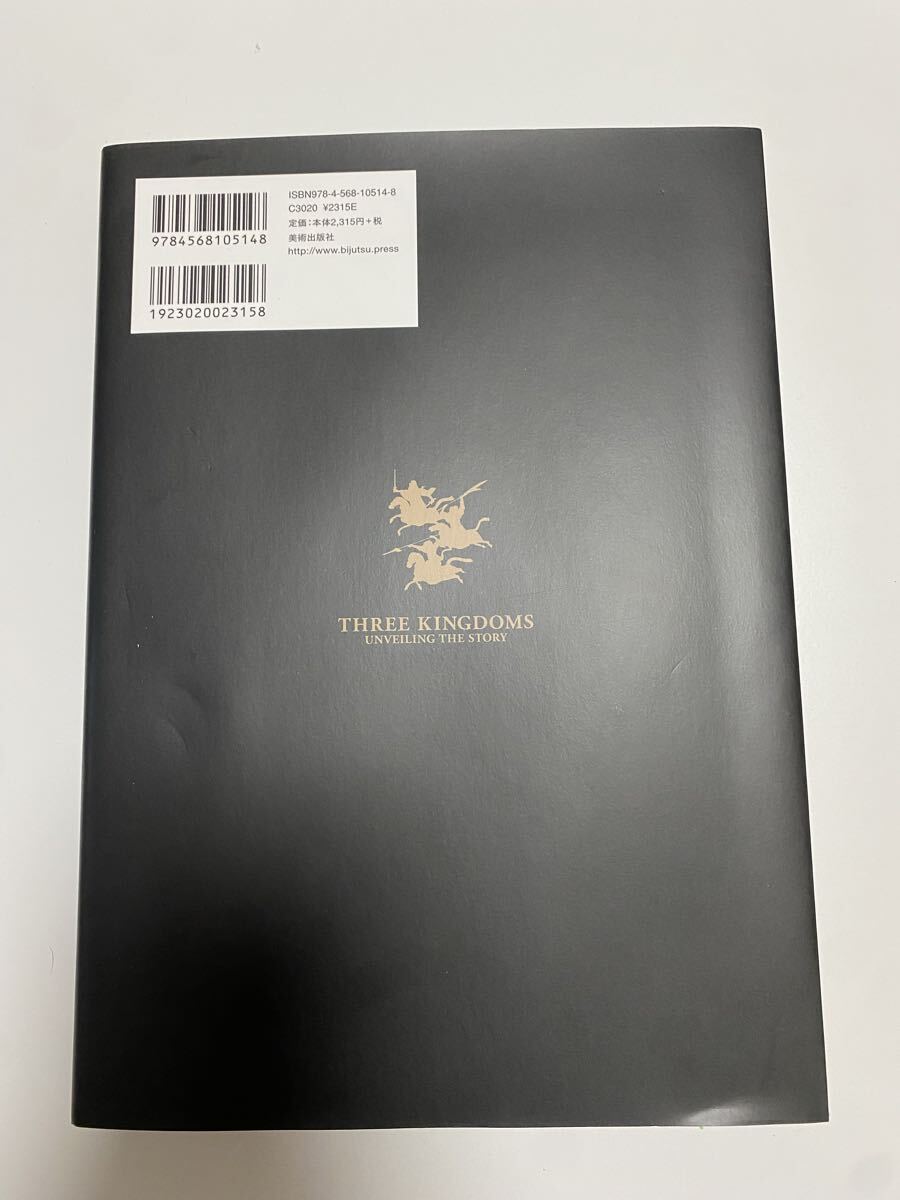 ISBN978-4-568-10514-8
C3020 ¥2315E
定価：本体2,315円+税
美術出版社
http://www.bijutsu.press
9784568105148
1923020023158
THREE KINGDOMS
UNVEILING THE STORY